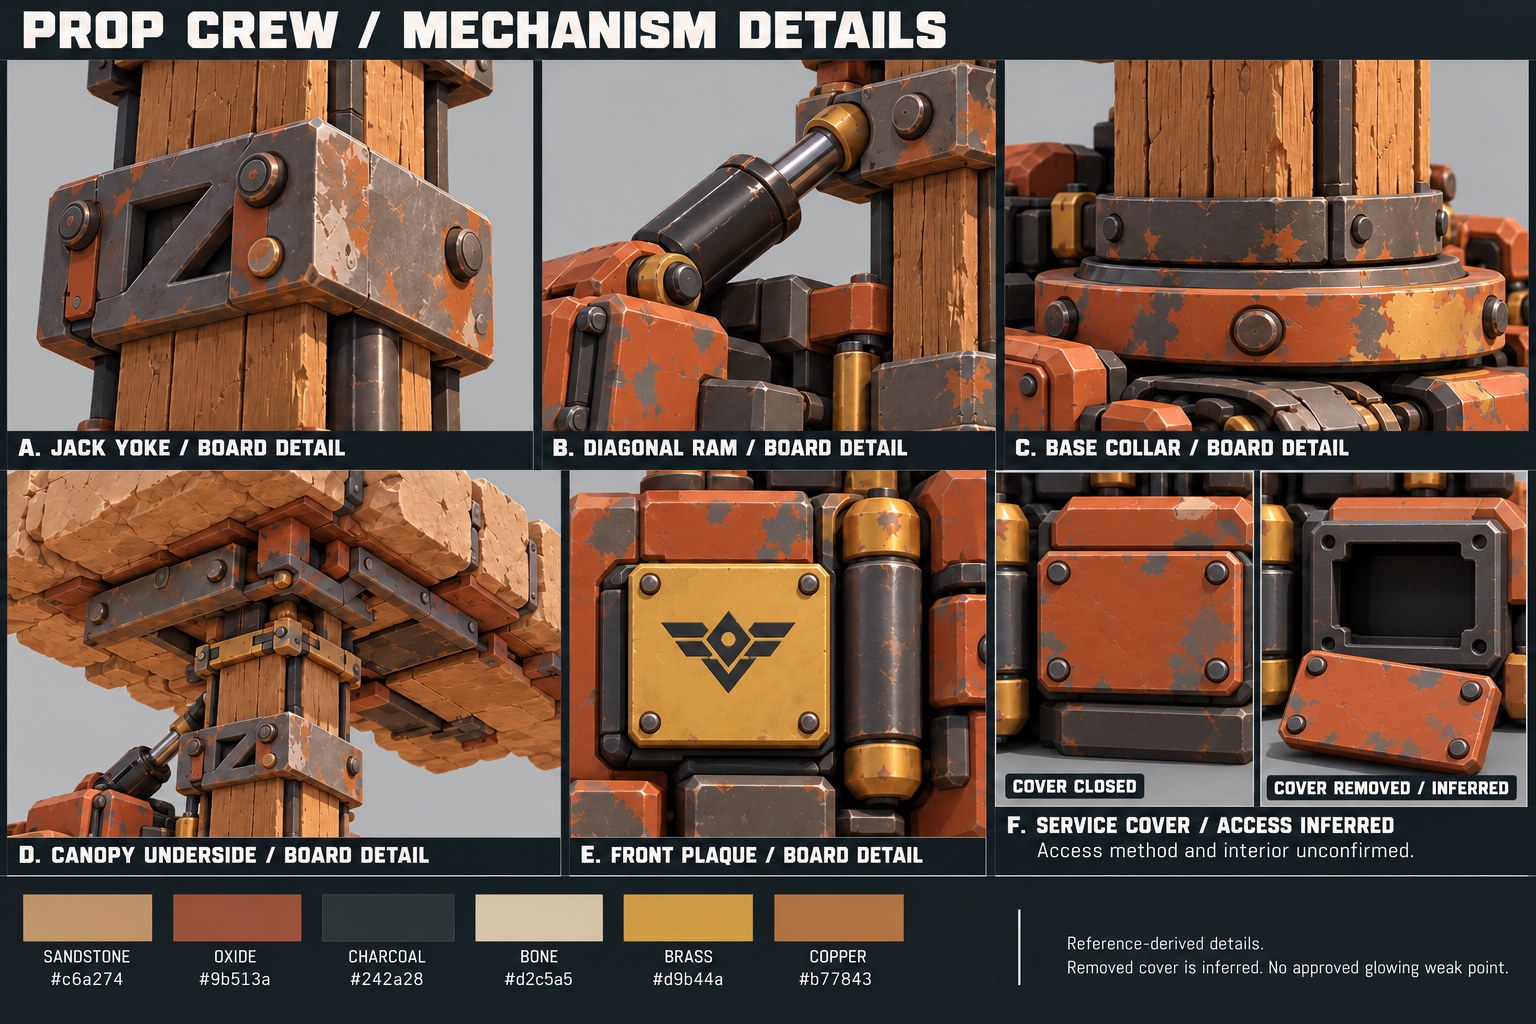 PROP CREW / MECHANISM DETAILS
A. JACK YOKE / BOARD DETAIL
B. DIAGONAL RAM / BOARD DETAIL
C. BASE COLLAR / BOARD DETAIL
D. CANOPY UNDERSIDE / BOARD DETAIL
E. FRONT PLAQUE / BOARD DETAIL
COVER CLOSED
COVER REMOVED / INFERRED
F. SERVICE COVER / ACCESS INFERRED
Access method and interior unconfirmed.
SANDSTONE
#c6a274
OXIDE
#9b513a
CHARCOAL
#242a28
BONE
#d2c5a5
BRASS
#d9b44a
COPPER
#b77843
Reference-derived details.
Removed cover is inferred. No approved glowing weak point.